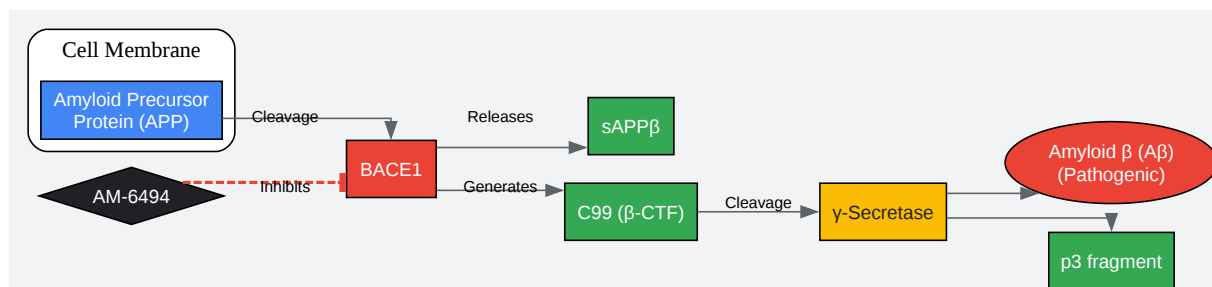 Cell Membrane
Amyloid Precursor
Protein (APP)
Cleavage
AM-6494
Inhibits
BACE1
Releases
sAPPβ
Generates
C99 (β-CTF)
Cleavage
γ-Secretase
Amyloid β (Aβ)
(Pathogenic)
p3 fragment